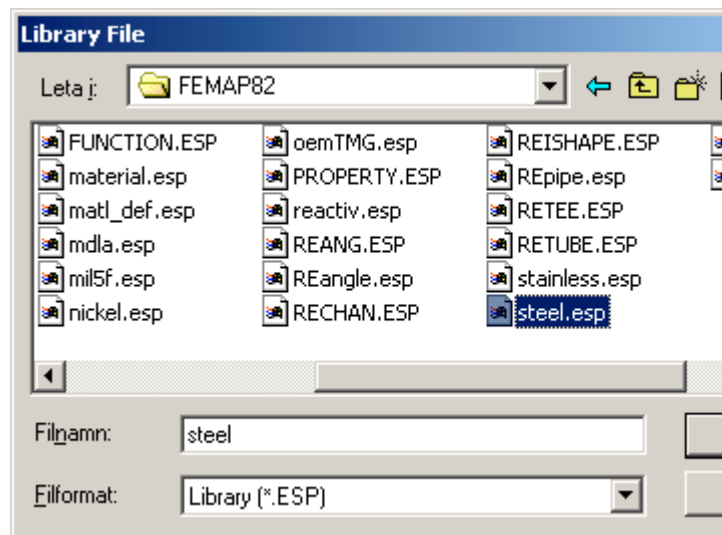 Library File
Leta i: FEMAP82
FUNCTION.ESP oemTMG.esp REISHAPE.ESP
material.esp PROPERTY.ESP REpipe.esp
matl_def.esp reactiv.esp RETEE.ESP
mdla.esp REANG.ESP RETUBE.ESP
mil5f.esp REangle.esp stainless.esp
nickel.esp RECHAN.ESP steel.esp
Filnamn: steel
Filformat: Library (*.ESP)